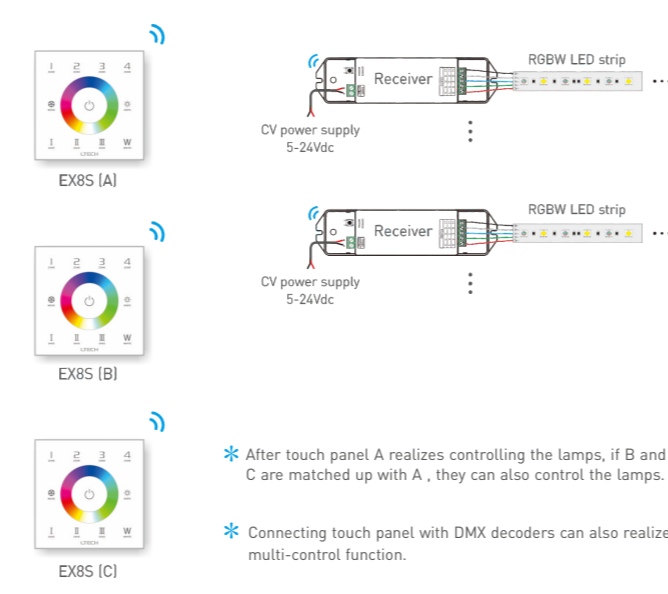 1 2 3 4
I II III W
LTECH
EX8S (A)
Receiver
RGBW LED strip
CV power supply
5-24Vdc
1 2 3 4
I II III W
LTECH
EX8S (B)
Receiver
RGBW LED strip
CV power supply
5-24Vdc
1 2 3 4
I II III W
LTECH
EX8S (C)
After touch panel A realizes controlling the lamps, if B and
C are matched up with A , they can also control the lamps.
Connecting touch panel with DMX decoders can also realize
multi-control function.